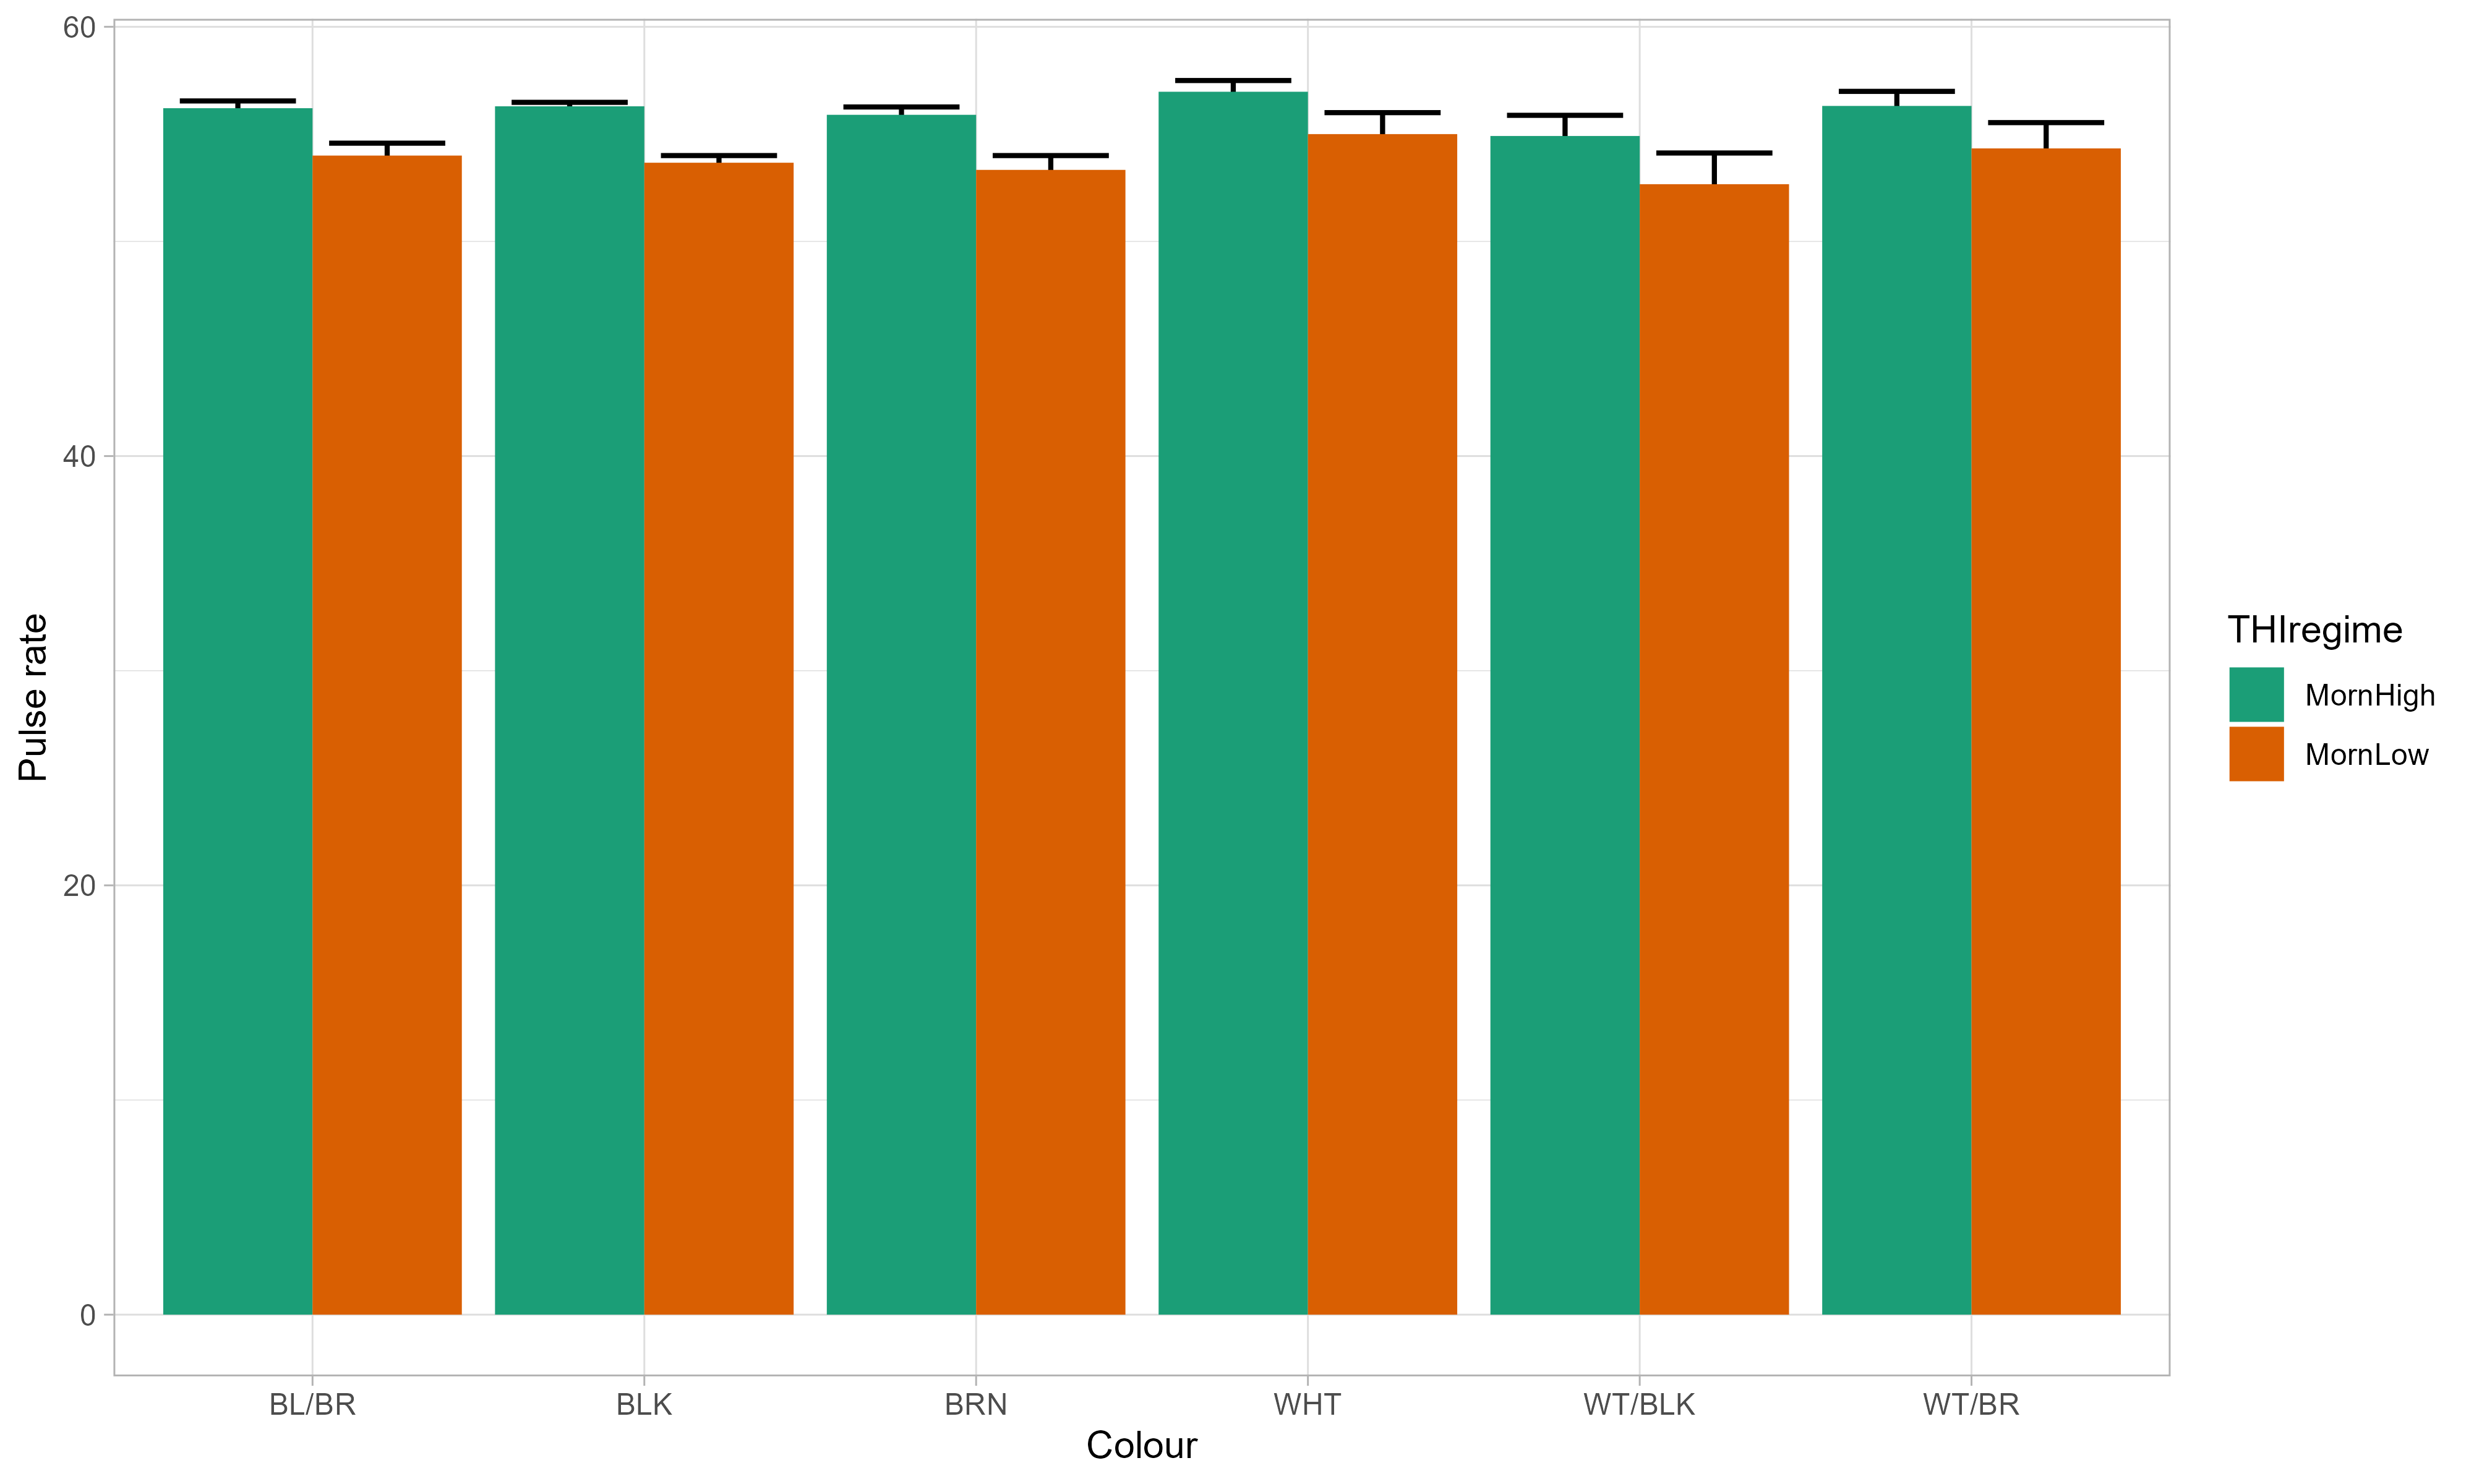 60
40
20
0
Pulse rate
BL/BR
BLK
BRN
WHT
WT/BLK
WT/BR
Colour
THIregime
MornHigh
MornLow